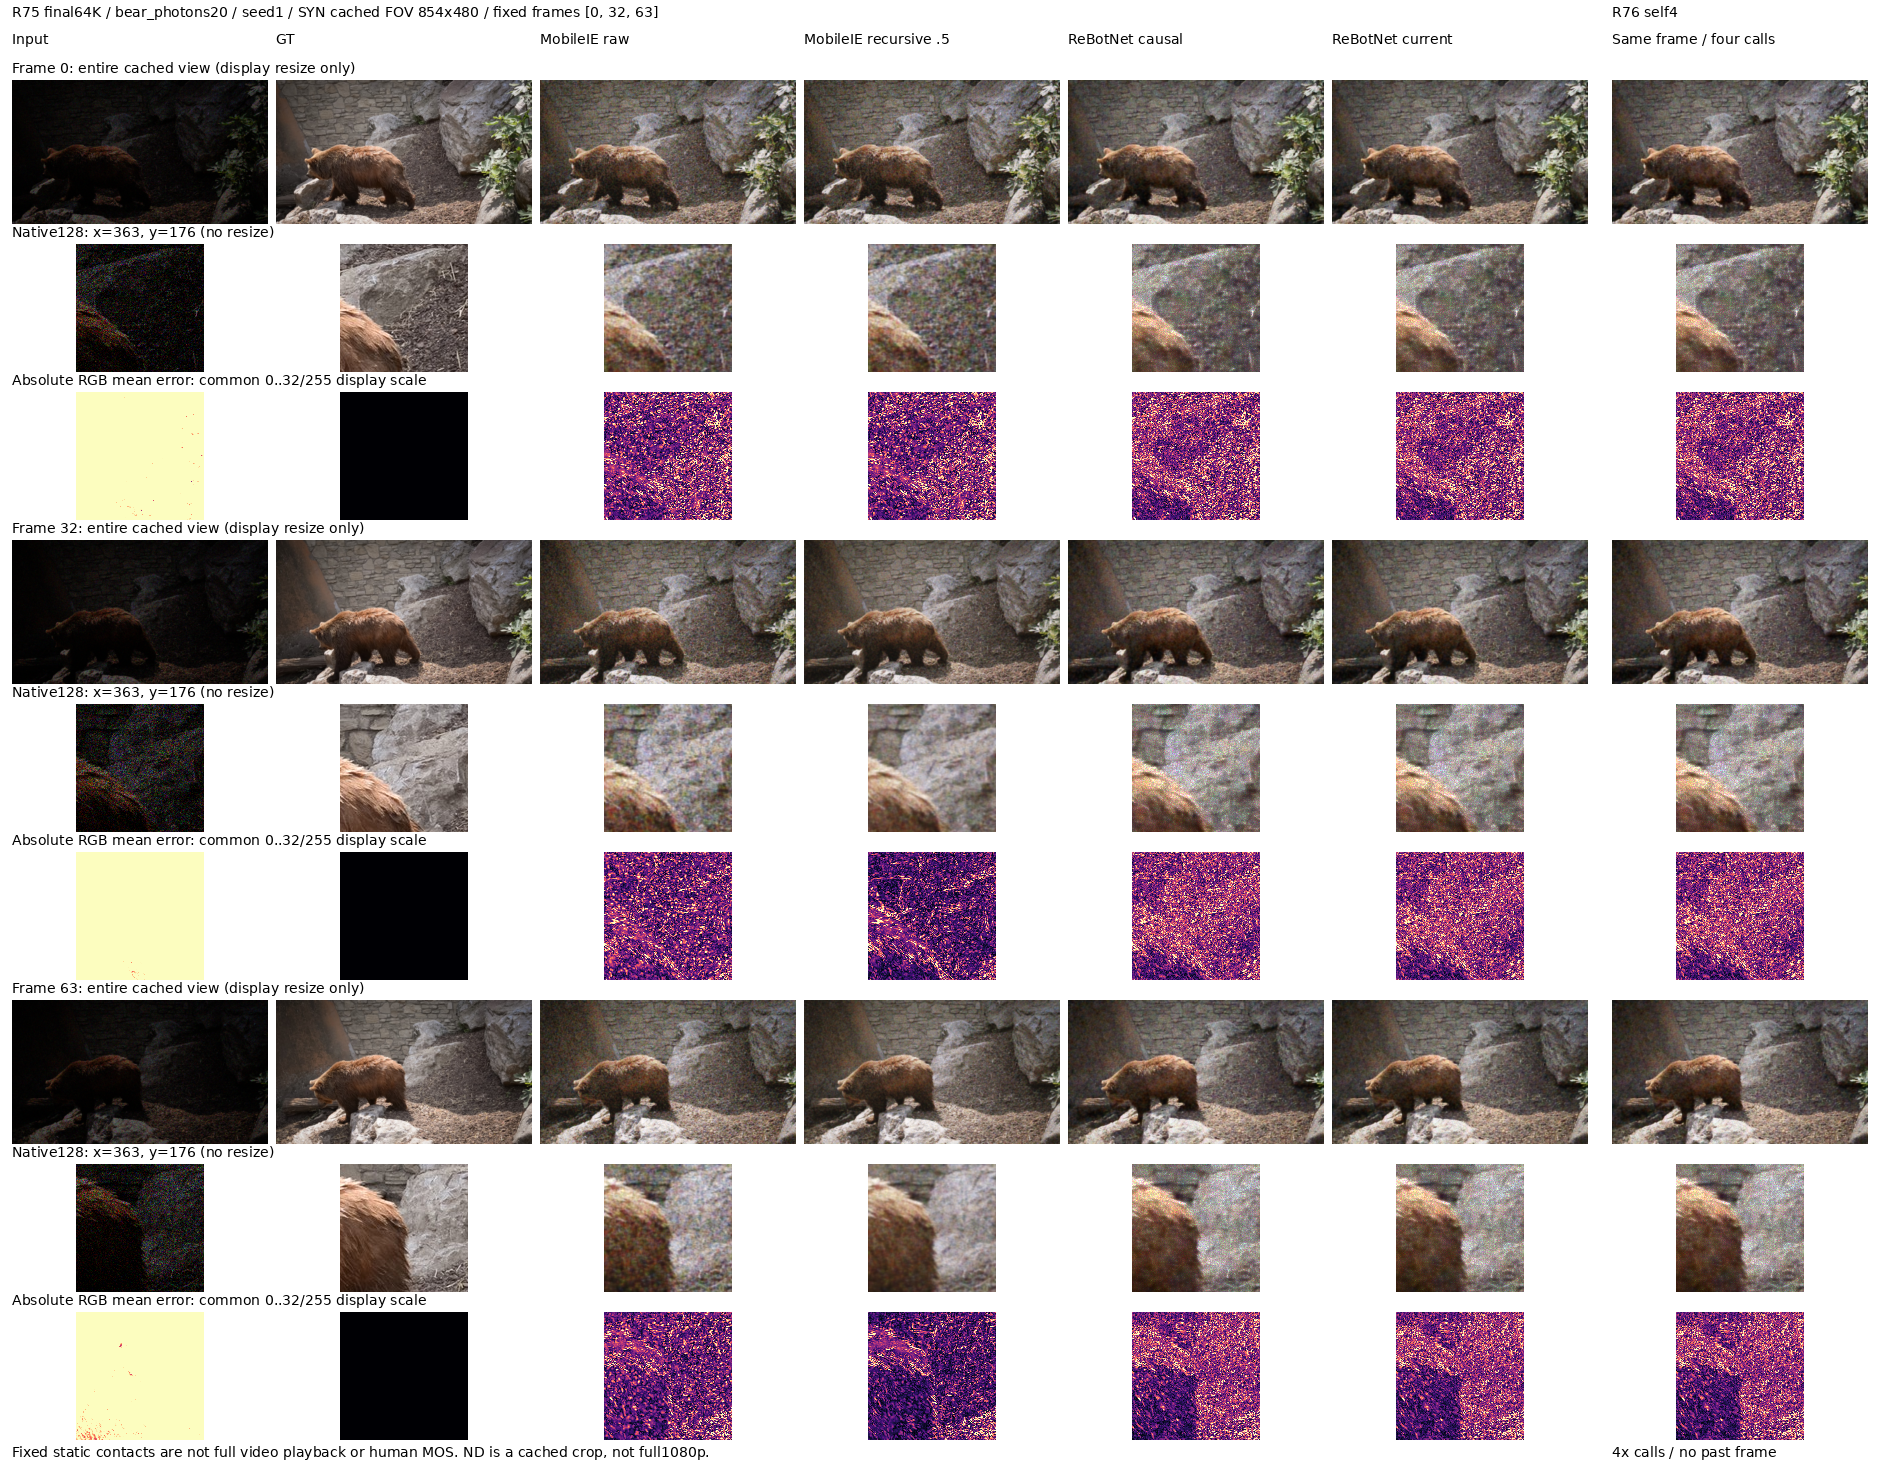 R75 final64K / bear_photons20 / seed1 / SYN cached FOV 854x480 / fixed frames [0, 32, 63]
R76 self4
Input
GT
MobileIE raw
MobileIE recursive .5
ReBotNet causal
ReBotNet current
Same frame / four calls
Frame 0: entire cached view (display resize only)
Native128: x=363, y=176 (no resize)
Absolute RGB mean error: common 0..32/255 display scale
Frame 32: entire cached view (display resize only)
Native128: x=363, y=176 (no resize)
Absolute RGB mean error: common 0..32/255 display scale
Frame 63: entire cached view (display resize only)
Native128: x=363, y=176 (no resize)
Absolute RGB mean error: common 0..32/255 display scale
Fixed static contacts are not full video playback or human MOS. ND is a cached crop, not full1080p.
4x calls / no past frame